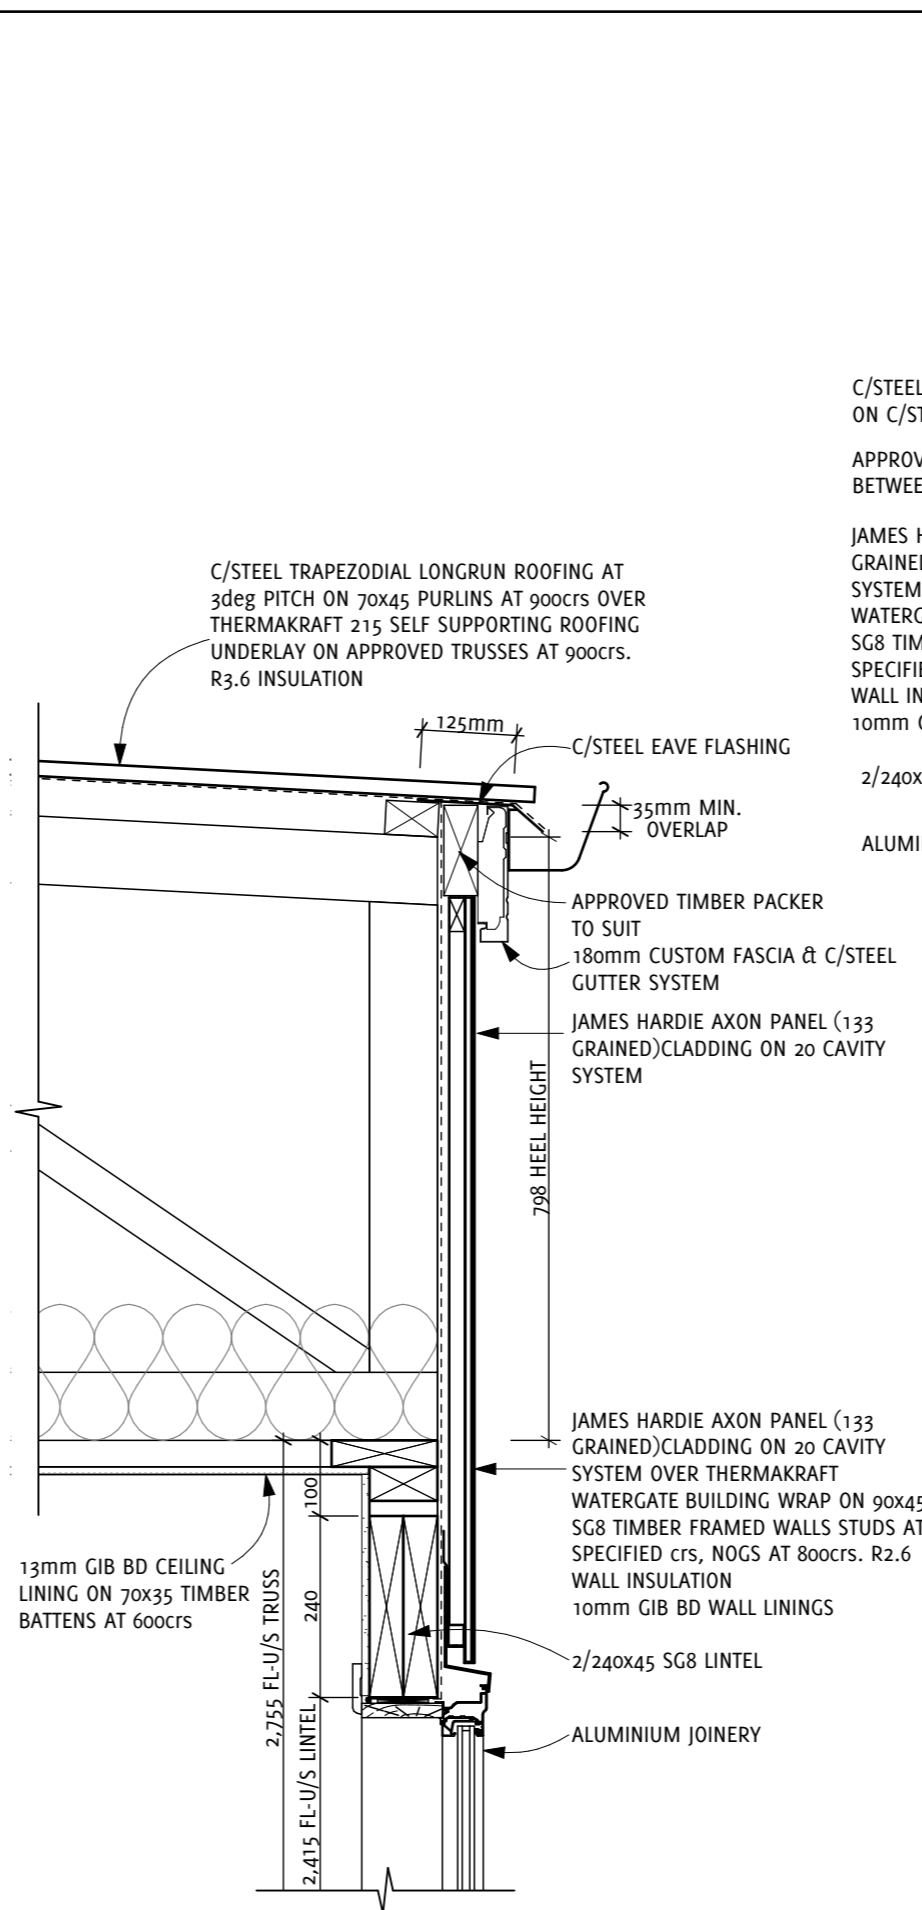 C/STEEL TRAPEZODIAL LONGRUN ROOFING AT
3deg PITCH ON 70x45 PURLINS AT 900crs OVER
THERMAKRAFT 215 SELF SUPPORTING ROOFING
UNDERLAY ON APPROVED TRUSSES AT 900crs.
R3.6 INSULATION
125mm
C/STEEL EAVE FLASHING
35mm MIN.
OVERLAP
APPROVED TIMBER PACKER
TO SUIT
180mm CUSTOM FASCIA & C/STEEL
GUTTER SYSTEM
JAMES HARDIE AXON PANEL (133
GRAINED)CLADDING ON 20 CAVITY
SYSTEM
798 HEEL HEIGHT
JAMES HARDIE AXON PANEL (133
GRAINED)CLADDING ON 20 CAVITY
SYSTEM OVER THERMAKRAFT
WATERGATE BUILDING WRAP ON 90x45
SG8 TIMBER FRAMED WALLS STUDS AT
SPECIFIED crs, NOGS AT 800crs. R2.6
WALL INSULATION
10mm GIB BD WALL LININGS
2/240x45 SG8 LINTEL
ALUMINIUM JOINERY
13mm GIB BD CEILING
LINING ON 70x35 TIMBER
BATTENS AT 600crs
100
240
2,755 FL-U/S TRUSS
2,415 FL-U/S LINTEL
C/STEEL
ON C/ST
APPROV
BETWEE
JAMES H
GRAINED
SYSTEM
WATERG
SG8 TIM
SPECIFIE
WALL IN
10mm G
2/240x
ALUMI